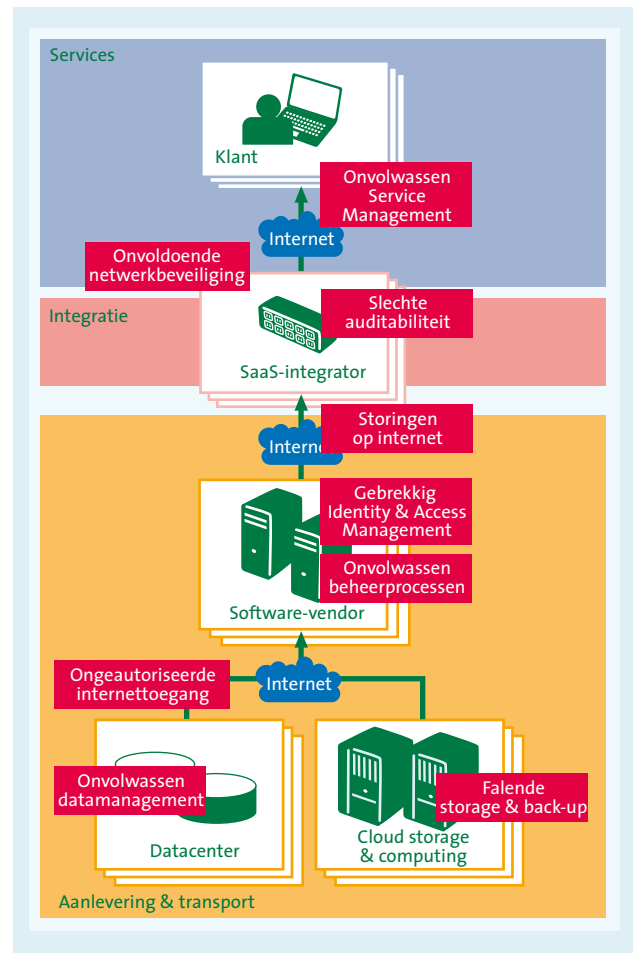 Services
Klant
Onvolwassen
Service
Management
Internet
Onvoldoende
netwerkbeveiliging
Integratie
Slechte
auditabiliteit
SaaS-integrator
Storingen
op internet
Interne
Gebrekkig
Identity & Access
Management
Onvolwassen
beheerprocessen
Software-vendor
Ongeautoriseerde
internettoegang
Internet
Onvolwassen
datamanagement
Falende
storage & back-up
Datacenter
Cloud storage
& computing
Aanlevering & transport